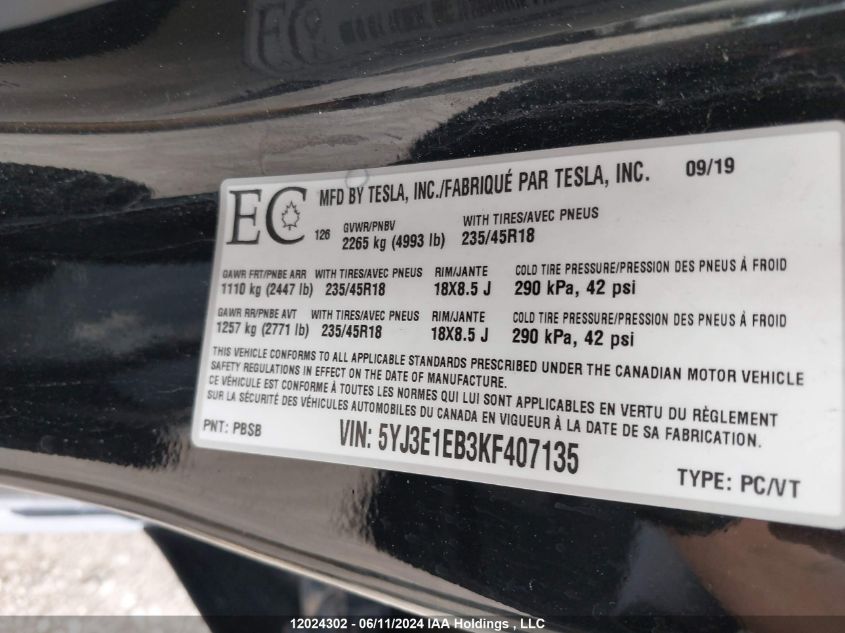 MFD BY TESLA, INC./FABRIQUÉ PAR TESLA, INC. 09/19
EC 126
GVWR/PNBV WITH TIRES/AVEC PNEUS
2265 kg (4993 lb) 235/45R18
GAWR FRT/PNBE ARR WITH TIRES/AVEC PNEUS RIM/JANTE COLD TIRE PRESSURE/PRESSION DES PNEUS À FROID
1110 kg (2447 lb) 235/45R18 18X8.5 J 290 kPa, 42 psi
GAWR RR/PNBE AVT WITH TIRES/AVEC PNEUS RIM/JANTE COLD TIRE PRESSURE/PRESSION DES PNEUS À FROID
1257 kg (2771 lb) 235/45R18 18X8.5 J 290 kPa, 42 psi
THIS VEHICLE CONFORMS TO ALL APPLICABLE STANDARDS PRESCRIBED UNDER THE CANADIAN MOTOR VEHICLE
SAFETY REGULATIONS IN EFFECT ON THE DATE OF MANUFACTURE.
CE VÉHICULE EST CONFORME À TOUTES LES NORMES QUI LUI SONT APPLICABLES EN VERTU DU RÈGLEMENT
SUR LA SÉCURITÉ DES VÉHICULES AUTOMOBILES DU CANADA EN VIGUEUR À LA DATE DE SA FABRICATION.
PNT: PBSB VIN: 5YJ3E1EB3KF407135 TYPE: PC/VT
12024302 - 06/11/2024 IAA Holdings, LLC